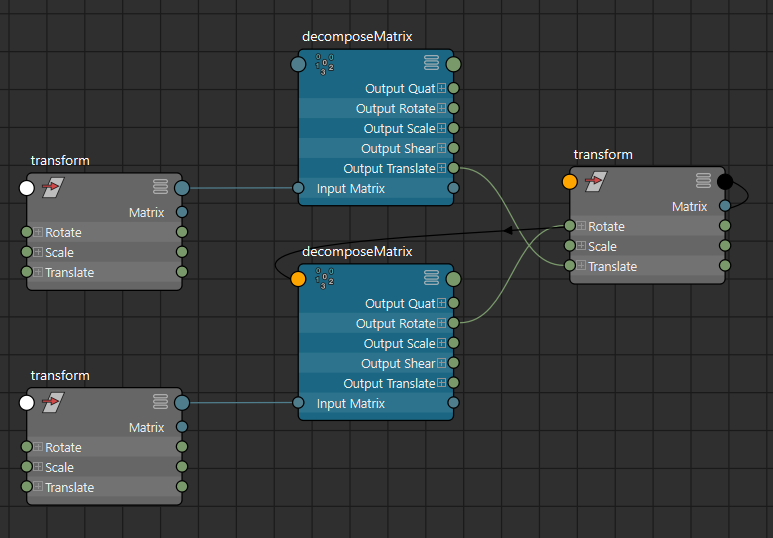 decomposeMatrix
Output Quat
Output Rotate
Output Scale
Output Shear
Output Translate
Input Matrix
transform
Matrix
Rotate
Scale
Translate
transform
Matrix
Rotate
Scale
Translate
decomposeMatrix
Output Quat
Output Rotate
Output Scale
Output Shear
Output Translate
Input Matrix
transform
Matrix
Rotate
Scale
Translate